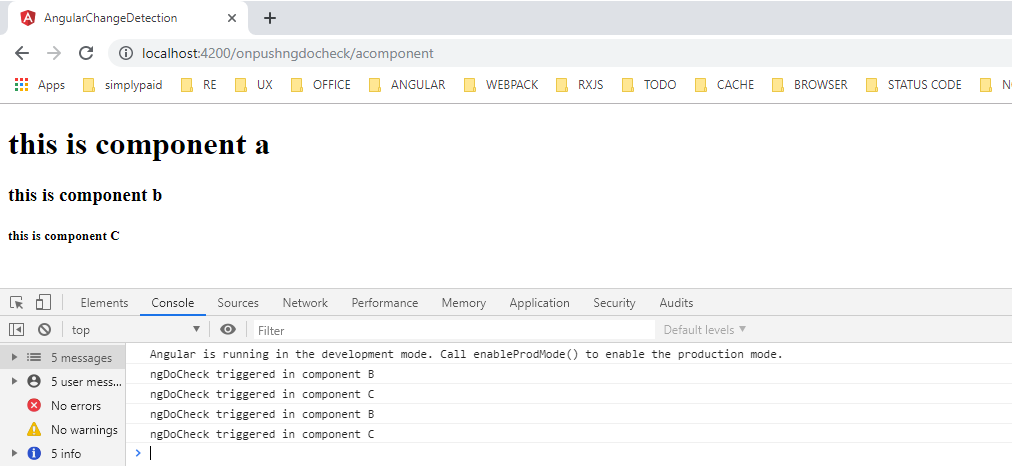 AngularChangeDetection
localhost:4200/onpushngdocheck/acomponent
Apps simplypaid RE UX OFFICE ANGULAR WEBPACK RXJS TODO CACHE BROWSER STATUS CODE
this is component a
this is component b
this is component C
Elements Console Sources Network Performance Memory Application Security Audits
top Filter Default levels
5 messages
5 user mess...
No errors
No warnings
5 info
Angular is running in the development mode. Call enableProdMode() to enable the production mode.
ngDoCheck triggered in component B
ngDoCheck triggered in component C
ngDoCheck triggered in component B
ngDoCheck triggered in component C